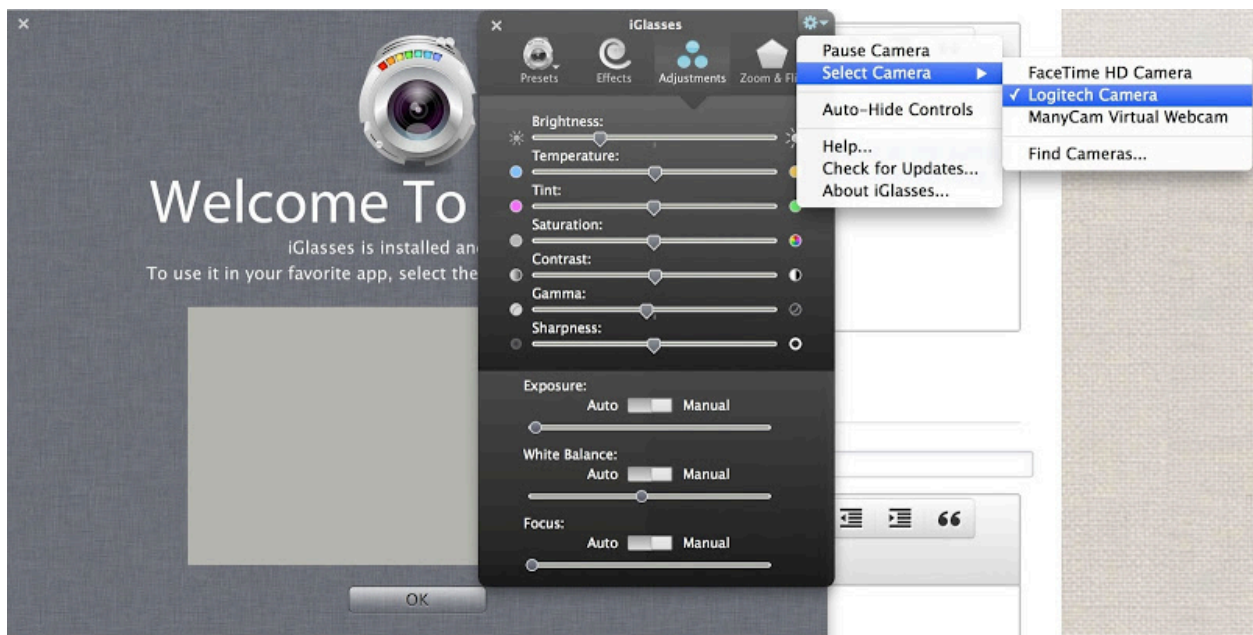 Welcome To
iGlasses is installed an
To use it in your favorite app, select the
OK
iGlasses
Presets
Effects
Adjustments
Zoom & Fli
Brightness:
Temperature:
Tint:
Saturation:
Contrast:
Gamma:
Sharpness:
Exposure:
Auto Manual
White Balance:
Auto Manual
Focus:
Auto Manual
Pause Camera
Select Camera
Auto-Hide Controls
Help...
Check for Updates...
About iGlasses...
FaceTime HD Camera
✓ Logitech Camera
ManyCam Virtual Webcam
Find Cameras...